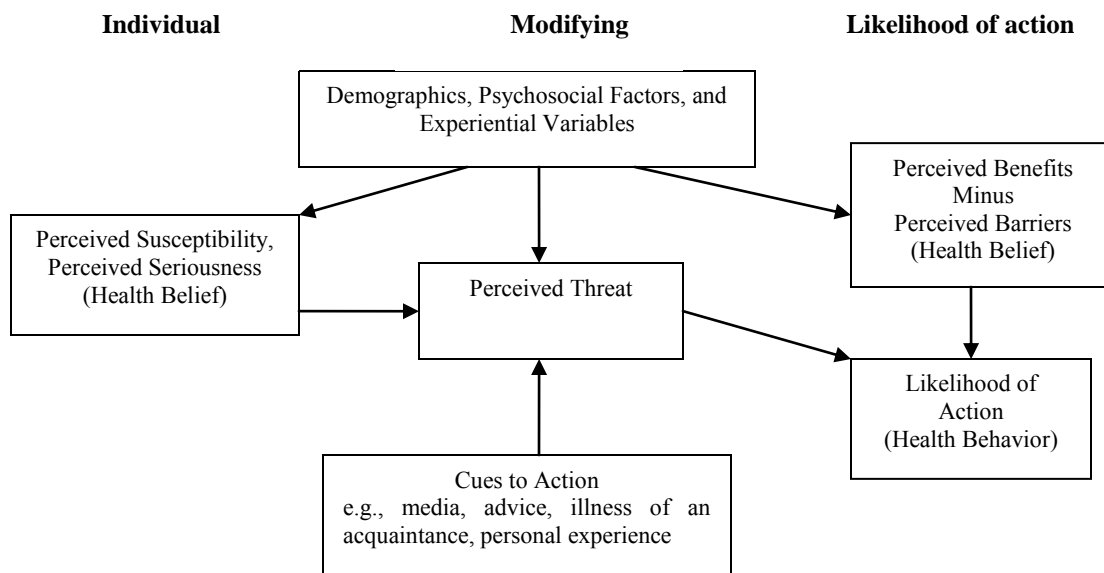 Individual
Modifying
Likelihood of action
Demographics, Psychosocial Factors, and
Experiential Variables
Perceived Benefits
Minus
Perceived Barriers
(Health Belief)
Perceived Susceptibility,
Perceived Seriousness
(Health Belief)
Perceived Threat
Likelihood of
Action
(Health Behavior)
Cues to Action
e.g., media, advice, illness of an
acquaintance, personal experience